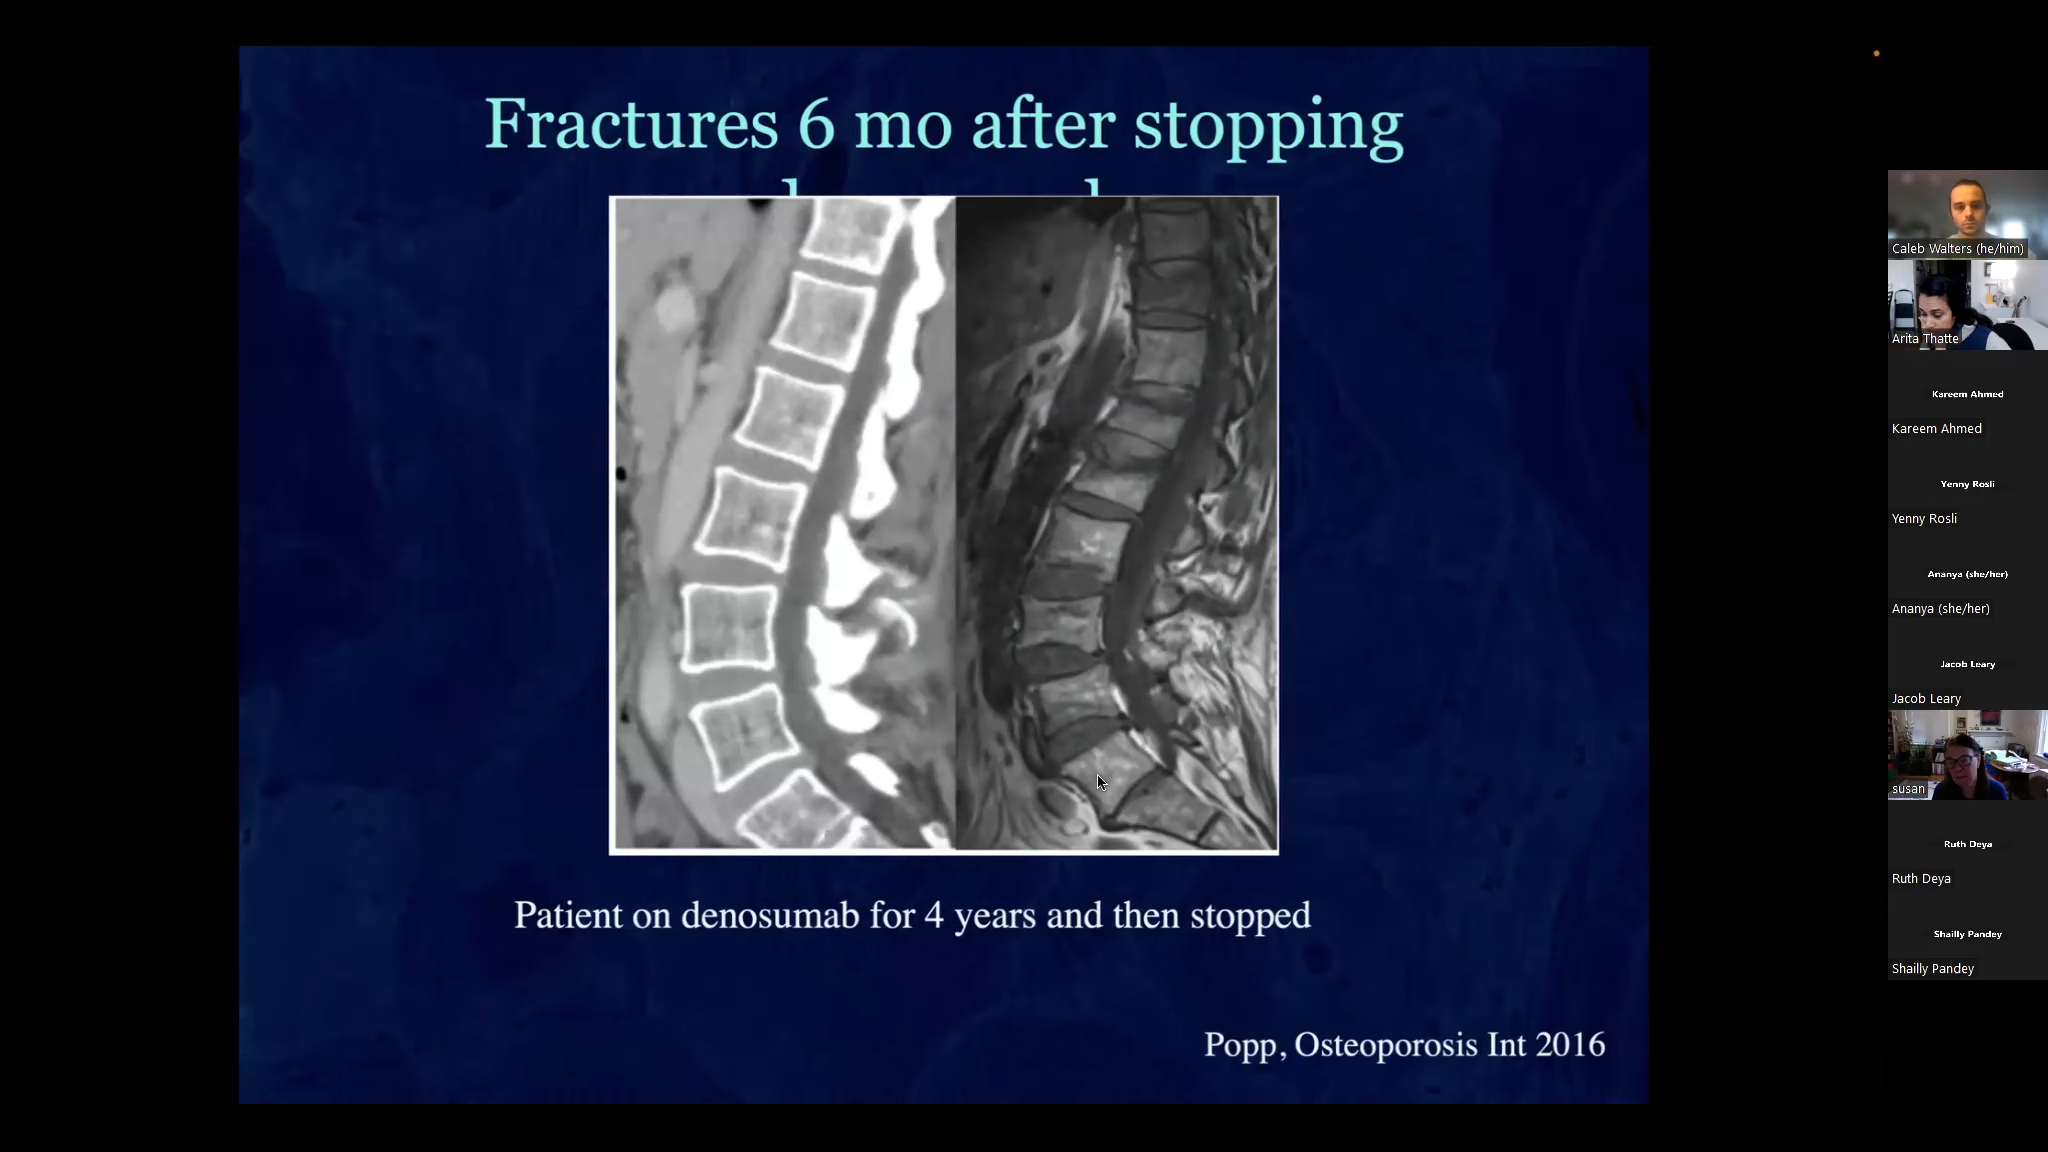 Fractures 6 mo after stopping
Patient on denosumab for 4 years and then stopped
Popp, Osteoporosis Int 2016
Caleb Walters (he/him)
Arita Thatte
Kareem Ahmed
Kareem Ahmed
Yenny Rosli
Yenny Rosli
Ananya (she/her)
Ananya (she/her)
Jacob Leary
Jacob Leary
susan
Ruth Deya
Ruth Deya
Shailly Pandey
Shailly Pandey